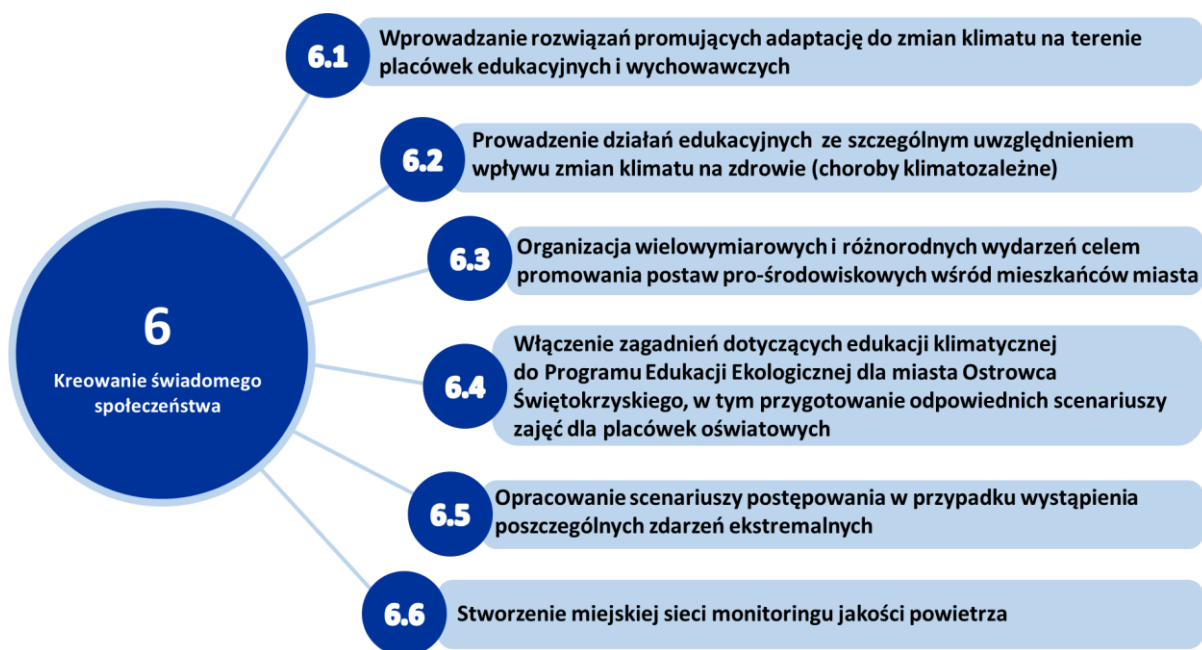 6
Kreowanie świadomego
społeczeństwa
6.1
Wprowadzanie rozwiązań promujących adaptację do zmian klimatu na terenie
placówek edukacyjnych i wychowawczych
6.2
Prowadzenie działań edukacyjnych ze szczególnym uwzględnieniem
wpływu zmian klimatu na zdrowie (choroby klimatozależne)
6.3
Organizacja wielowymiarowych i różnorodnych wydarzeń celem
promowania postaw pro-środowiskowych wśród mieszkańców miasta
6.4
Włączenie zagadnień dotyczących edukacji klimatycznej
do Programu Edukacji Ekologicznej dla miasta Ostrowca
Świętokrzyskiego, w tym przygotowanie odpowiednich scenariuszy
zajęć dla placówek oświatowych
6.5
Opracowanie scenariuszy postępowania w przypadku wystąpienia
poszczególnych zdarzeń ekstremalnych
6.6
Stworzenie miejskiej sieci monitoringu jakości powietrza